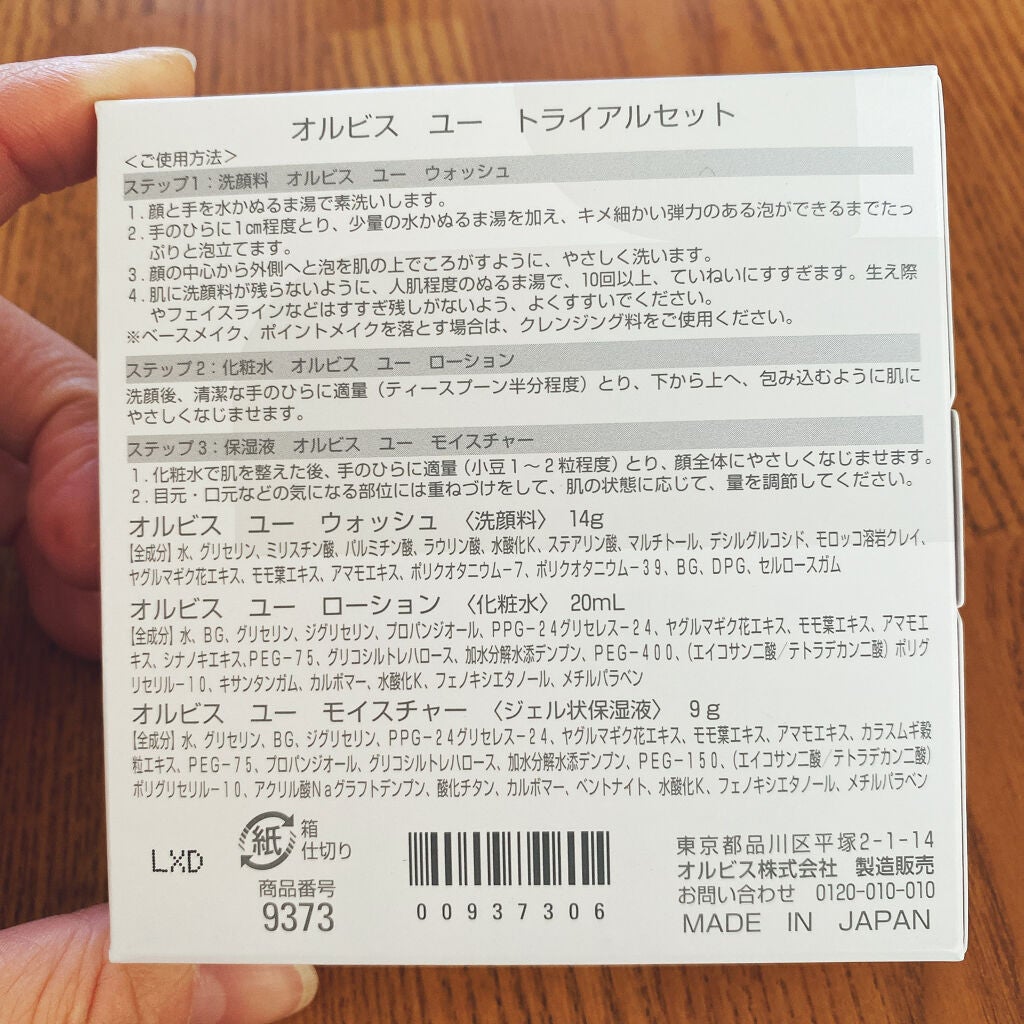 オルビス ユー トライアルセット
<ご使用方法>
ステップ1：洗顔料 オルビス ユー ウォッシュ
1. 顔と手を水かぬるま湯で素洗いします。
2. 手のひらに1㎝程度とり、少量の水かぬるま湯を加え、キメ細かい弾力のある泡ができるまでたっ
ぷりと泡立てます。
3. 顔の中心から外側へと泡を肌の上でころがすように、やさしく洗います。
4. 肌に洗顔料が残らないように、人肌程度のぬるま湯で、10回以上、ていねいにすすぎます。生え際
やフェイスラインなどはすすぎ残しがないよう、よくすすいでください。
※ベースメイク、ポイントメイクを落とす場合は、クレンジング料をご使用ください。
ステップ2：化粧水 オルビス ユー ローション
洗顔後、清潔な手のひらに適量（ティースプーン半分程度）とり、下から上へ、包み込むように肌に
やさしくなじませます。
ステップ3：保湿液 オルビス ユー モイスチャー
1. 化粧水で肌を整えた後、手のひらに適量（小豆1～2粒程度）とり、顔全体にやさしくなじませます。
2. 目元・口元などの気になる部位には重ねづけをして、肌の状態に応じて、量を調節してください。
オルビス ユー ウォッシュ 〈洗顔料〉 14g
【全成分】水、グリセリン、ミリスチン酸、パルミチン酸、ラウリン酸、水酸化K、ステアリン酸、マルチトール、デシルグルコシド、モロッコ溶岩クレイ、
ヤグルマギク花エキス、モモ葉エキス、アマモエキス、ポリクオタニウム-7、ポリクオタニウム-39、BG、DPG、セルロースガム
オルビス ユー ローション 〈化粧水〉 20mL
【全成分】水、BG、グリセリン、ジグリセリン、プロパンジオール、PPG-24グリセレス-24、ヤグルマギク花エキス、モモ葉エキス、アマモエ
キス、シナノキエキス、PEG-75、グリコシルトレハロース、加水分解水添デンプン、PEG-400、（エイコサン二酸/テトラデカン二酸）ポリグ
リセリル-10、キサンタンガム、カルボマー、水酸化K、フェノキシエタノール、メチルパラベン
オルビス ユー モイスチャー 〈ジェル状保湿液〉 9g
【全成分】水、グリセリン、BG、ジグリセリン、PPG-24グリセレス-24、ヤグルマギク花エキス、モモ葉エキス、アマモエキス、カラスムギ穀
粒エキス、PEG-75、プロパンジオール、グリコシルトレハロース、加水分解水添デンプン、PEG-150、（エイコサン二酸/テトラデカン二酸）
ポリグリセリル-10、アクリル酸Naグラフトデンプン、酸化チタン、カルボマー、ベントナイト、水酸化K、フェノキシエタノール、メチルパラベン
LXD
紙
箱
仕切り
商品番号
9373
00937306
東京都品川区平塚2-1-14
オルビス株式会社 製造販売
お問い合わせ 0120-010-010
MADE IN JAPAN